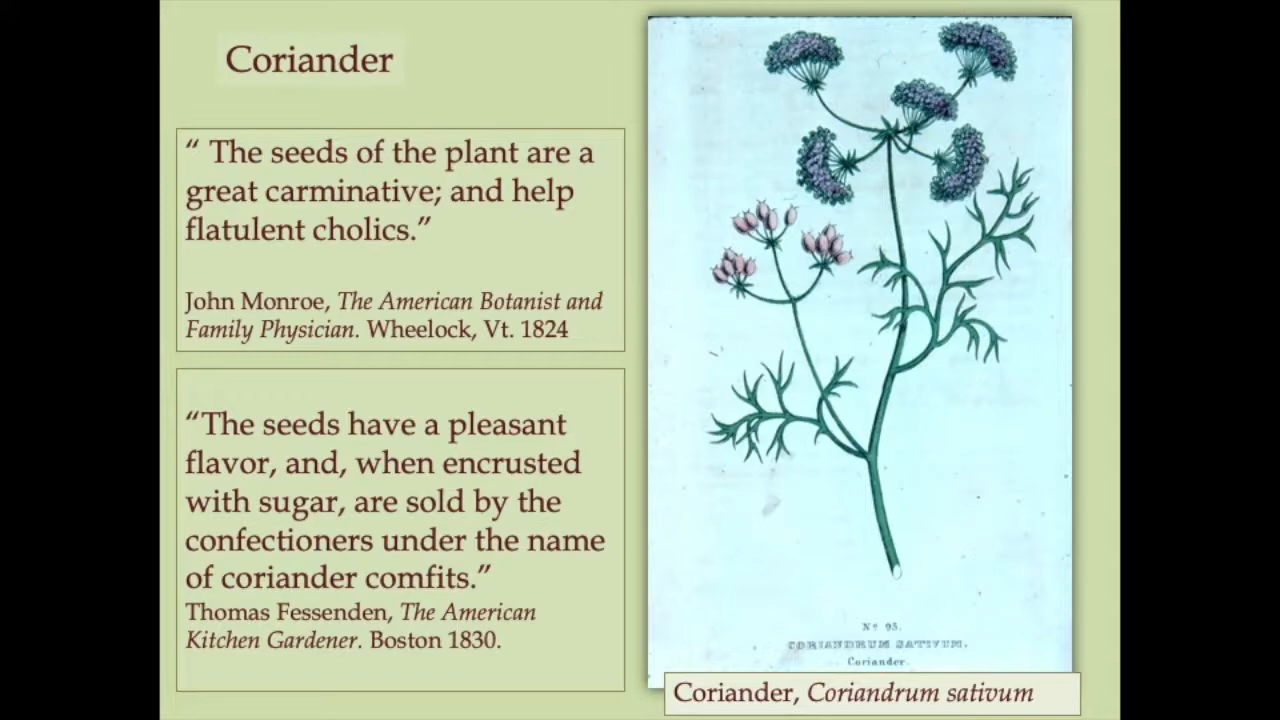 Coriander
“ The seeds of the plant are a
great carminative; and help
flatulent cholics.”
John Monroe, The American Botanist and
Family Physician. Wheelock, Vt. 1824
“The seeds have a pleasant
flavor, and, when encrusted
with sugar, are sold by the
confectioners under the name
of coriander comfits.”
Thomas Fessenden, The American
Kitchen Gardener. Boston 1830.
Nº 93.
CORIANDRUM SATIVUM.
Coriander.
Coriander, Coriandrum sativum